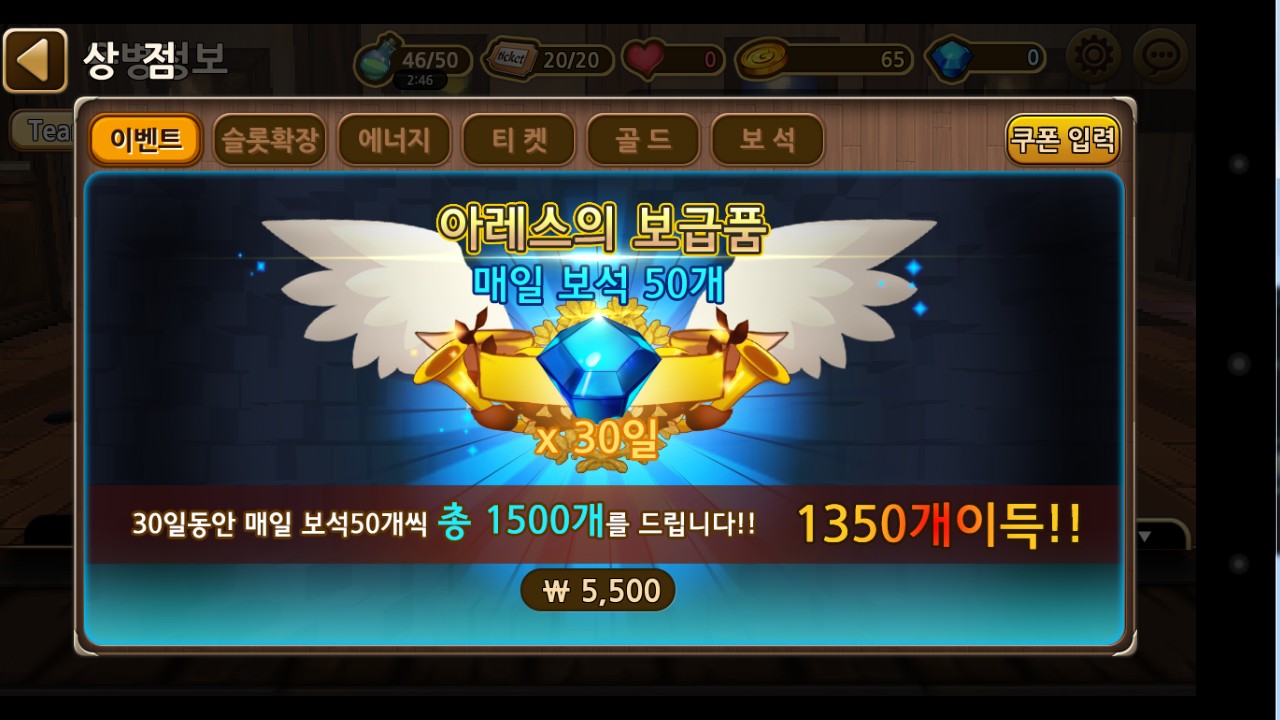 상 점
46/50
2:46
ticket
20/20
0
65
0
이벤트
슬롯확장
에너지
티 켓
골 드
보 석
쿠폰 입력
아레스의 보급품
매일 보석 50개
x 30일
30일동안 매일 보석50개씩 총 1500개를 드립니다!!
1350개이득!!
₩ 5,500